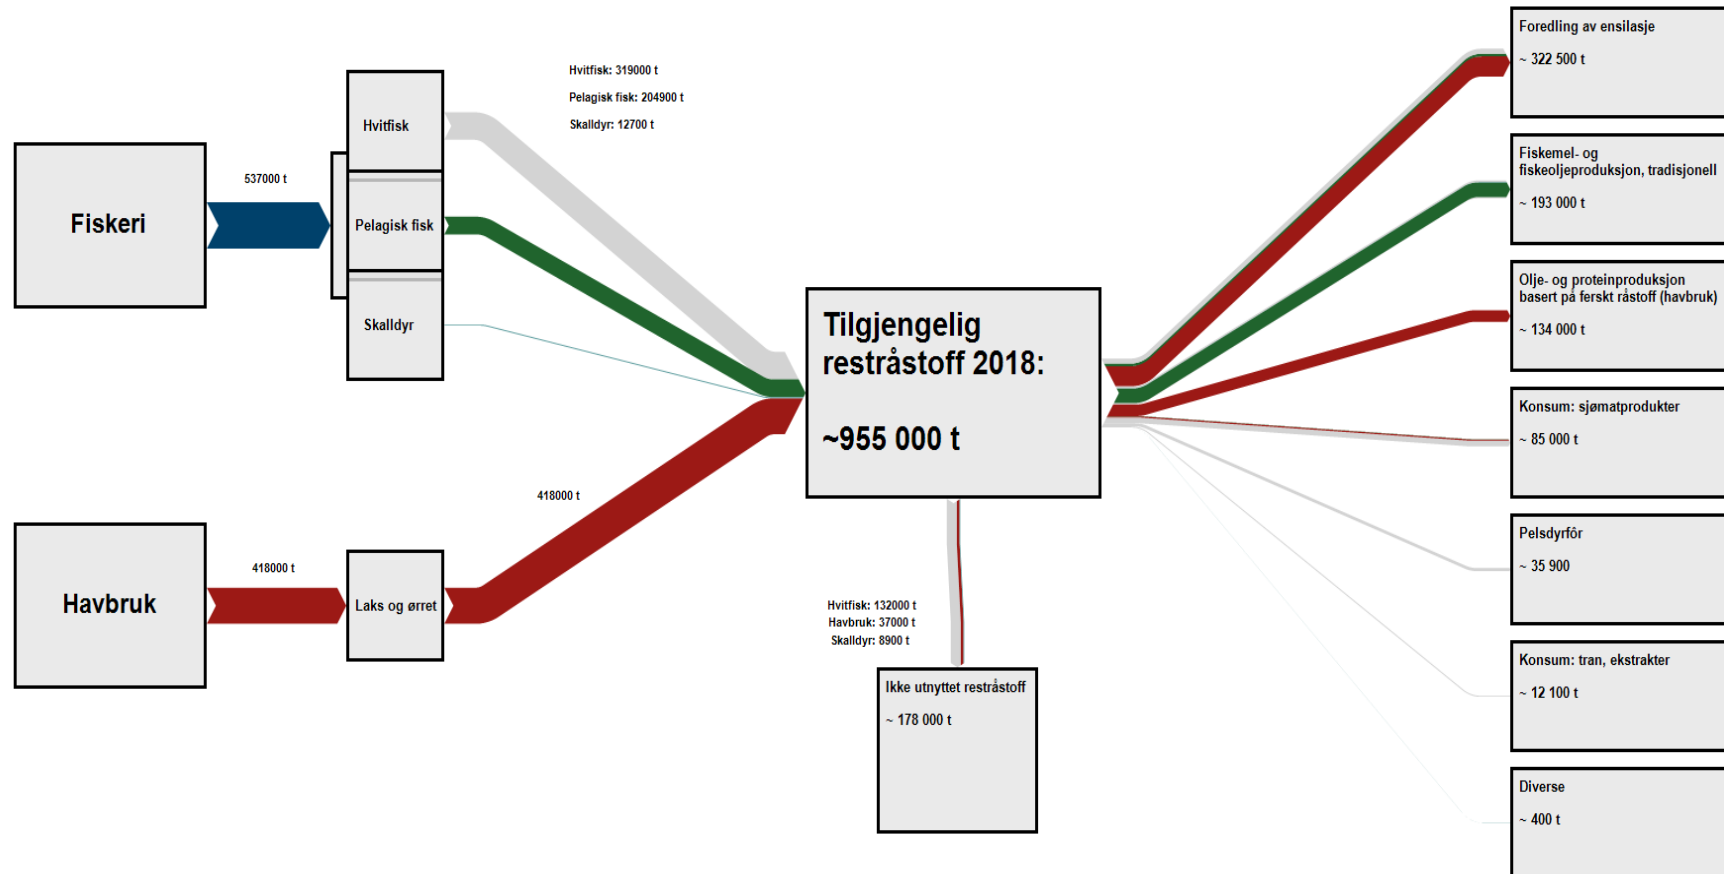 Fiskeri
537000 t
Hvitfisk
Pelagisk fisk
Skalldyr
Hvitfisk: 319000 t
Pelagisk fisk: 204900 t
Skalldyr: 12700 t
Havbruk
418000 t
Laks og ørret
418000 t
Tilgjengelig
restråstoff 2018:
~955 000 t
Hvitfisk: 132000 t
Havbruk: 37000 t
Skalldyr: 8900 t
Ikke utnyttet restråstoff
~ 178 000 t
Foredling av ensilasje
~ 322 500 t
Fiskemel- og
fiskeoljeproduksjon, tradisjonell
~ 193 000 t
Olje- og proteinproduksjon
basert på ferskt råstoff (havbruk)
~ 134 000 t
Konsum: sjømatprodukter
~ 85 000 t
Pelsdyrfôr
~ 35 900
Konsum: tran, ekstrakter
~ 12 100 t
Diverse
~ 400 t